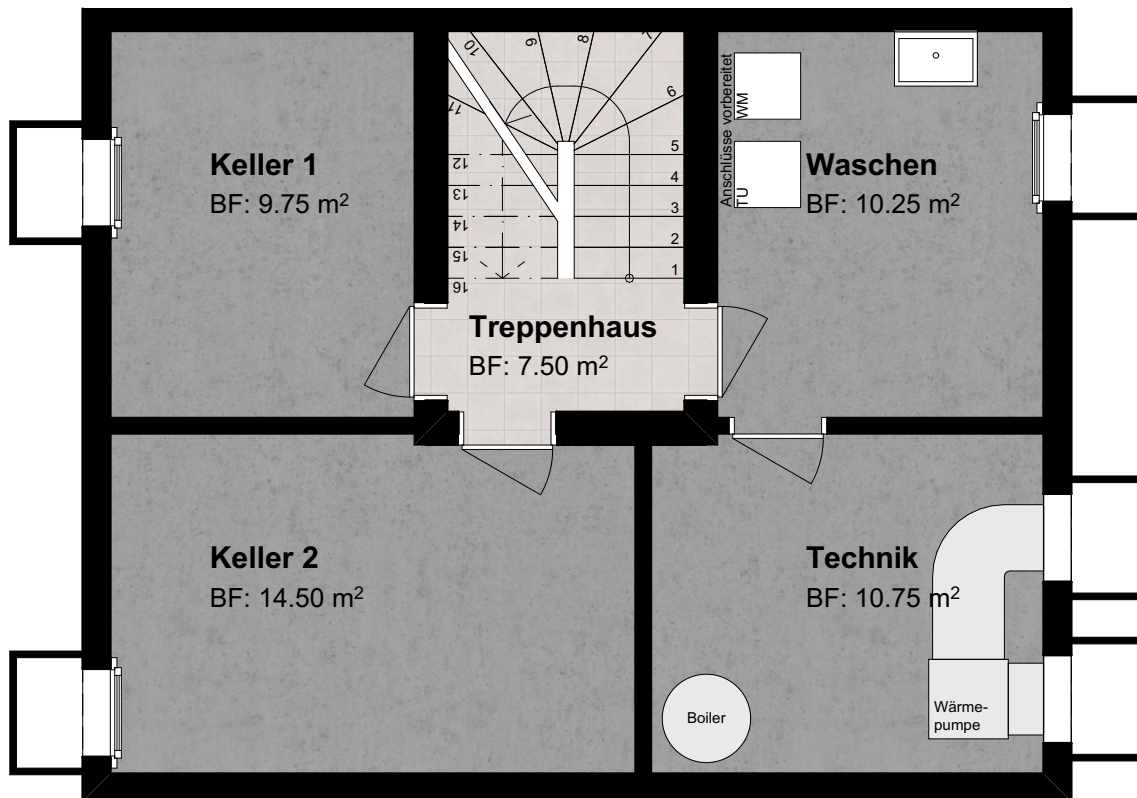 10
9
8
7
6
11
5
12
4
13
3
14
2
15
1
16
Keller 1
BF: 9.75 m²
Anschlüsse vorbereitet
WM
TU
Waschen
BF: 10.25 m²
Treppenhaus
BF: 7.50 m²
Keller 2
BF: 14.50 m²
Technik
BF: 10.75 m²
Boiler
Wärme-
pumpe